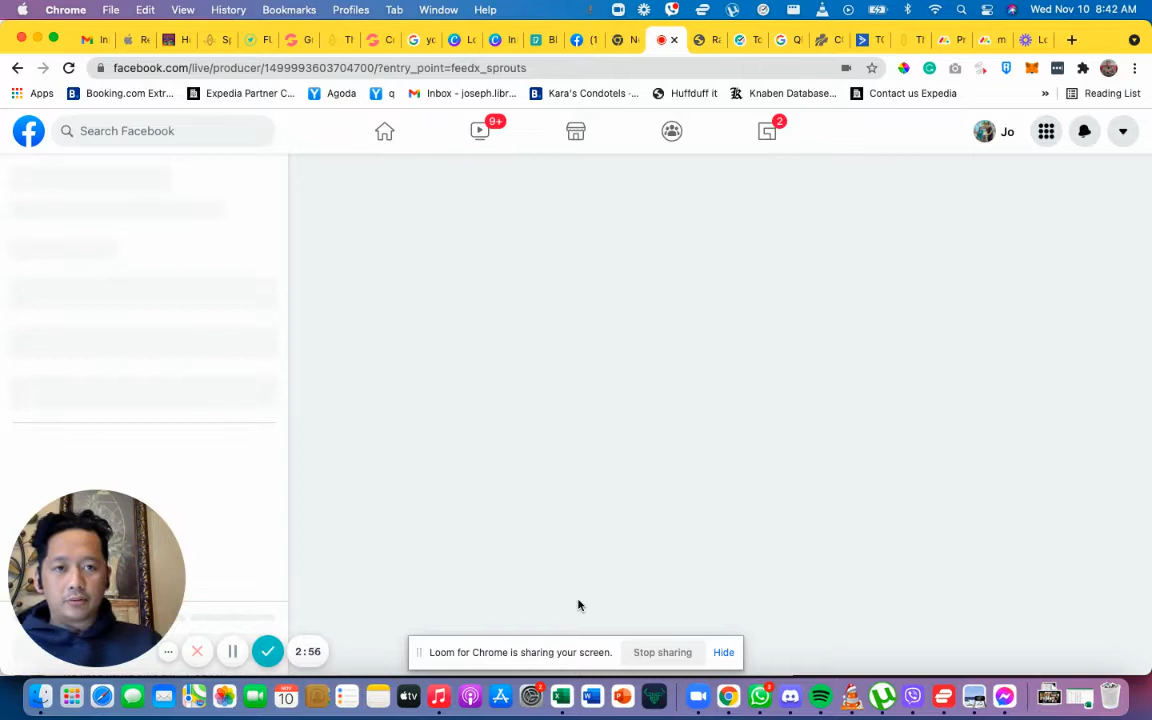 Chrome File Edit View History Bookmarks Profiles Tab Window Help Wed Nov 10 8:42 AM
facebook.com/live/producer/1499993603704700/?entry_point=feedx_sprouts
Apps Booking.com Extr... Expedia Partner C... Agoda q Inbox - joseph.libr... Kara's Condotels -... Huffduff it Knaben Database... Contact us Expedia » Reading List
Search Facebook 9+ 2 Jo
2:56 Loom for Chrome is sharing your screen. Stop sharing Hide